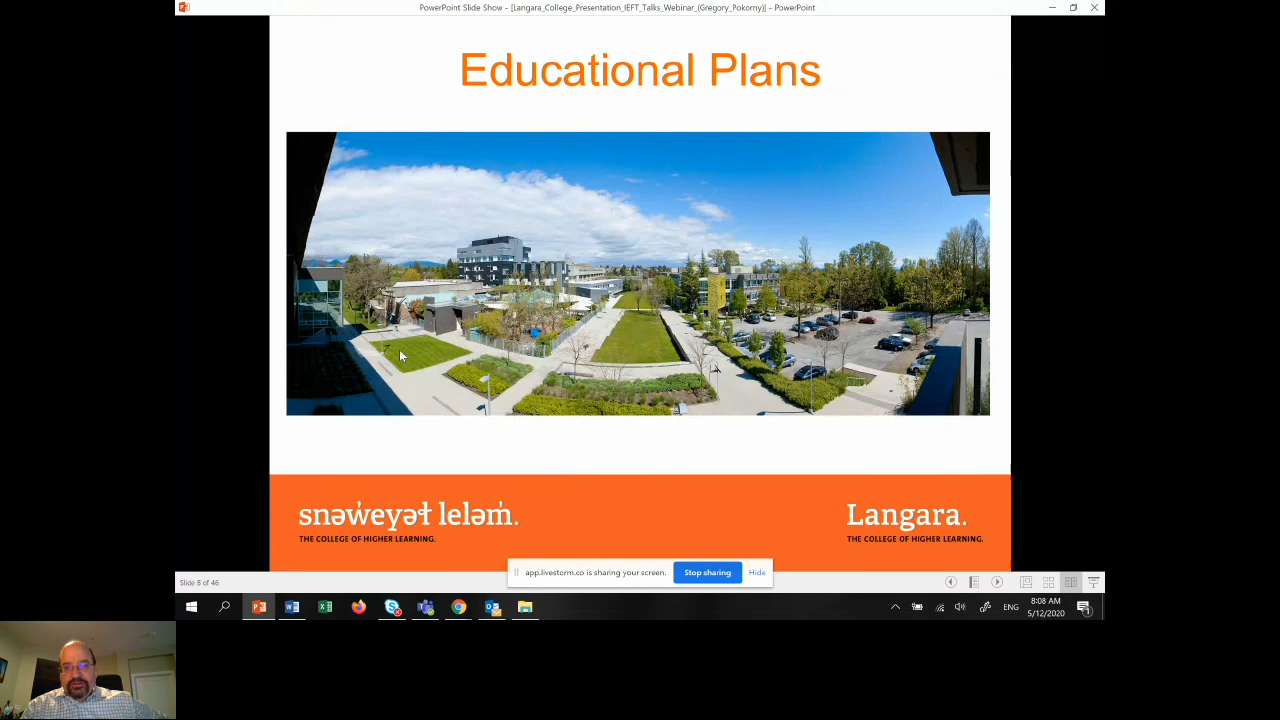 PowerPoint Slide Show - [Langara_College_Presentation_IEFT_Talks_Webinar_(Gregory_Pokorny)] - PowerPoint
Educational Plans
snəw̓eyəɬ leləm̓.
THE COLLEGE OF HIGHER LEARNING.
Langara.
THE COLLEGE OF HIGHER LEARNING.
app.livestorm.co is sharing your screen.
Stop sharing
Hide
Slide 8 of 46
ENG
8:08 AM
5/12/2020